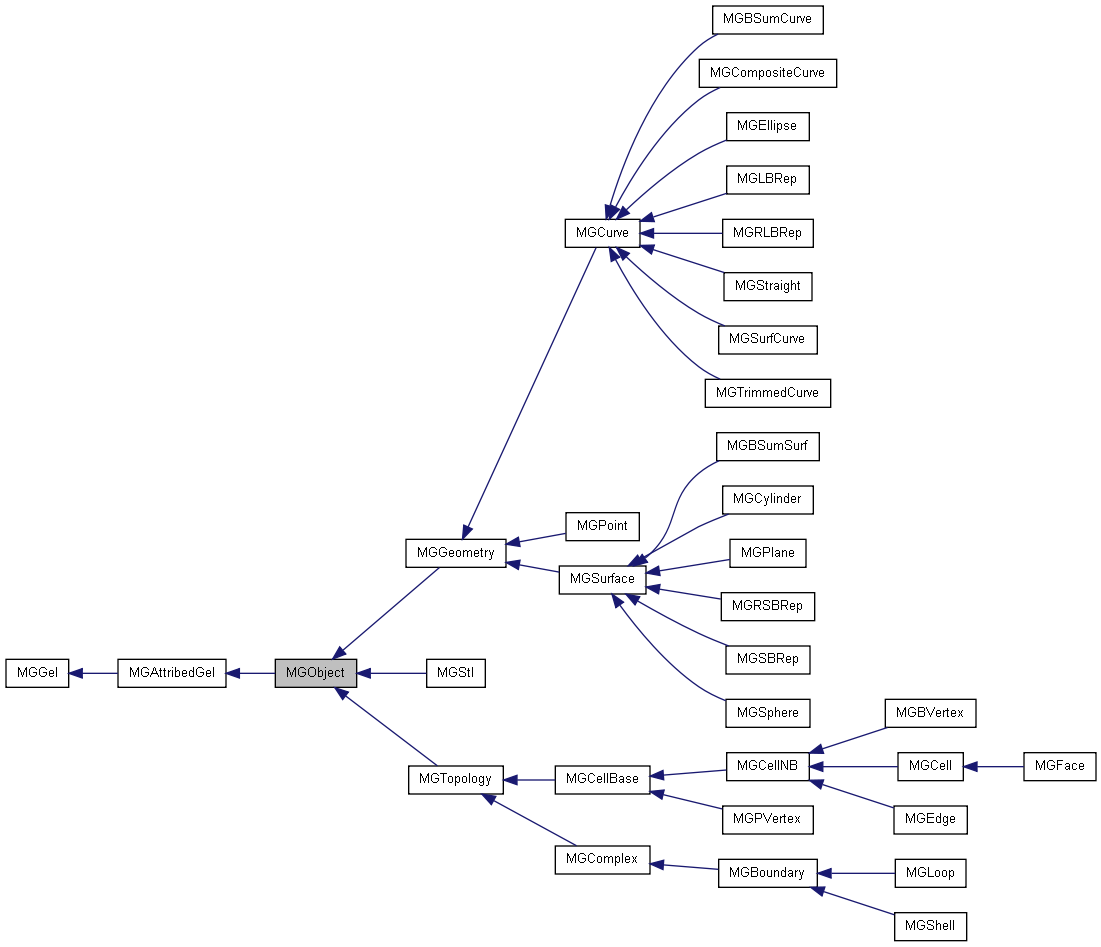 MGBSumCurve
MGCompositeCurve
MGEllipse
MGLBRep
MGCurve
MGRLBRep
MGStraight
MGSurfCurve
MGTrimmedCurve
MGBSumSurf
MGCylinder
MGPoint
MGGeometry
MGPlane
MGSurface
MGRSBRep
MGSBRep
MGGel
MGAttribedGel
MGObject
MGStl
MGSphere
MGBVertex
MGTopology
MGCellBase
MGCellNB
MGCell
MGFace
MGPVertex
MGEdge
MGComplex
MGBoundary
MGLoop
MGShell